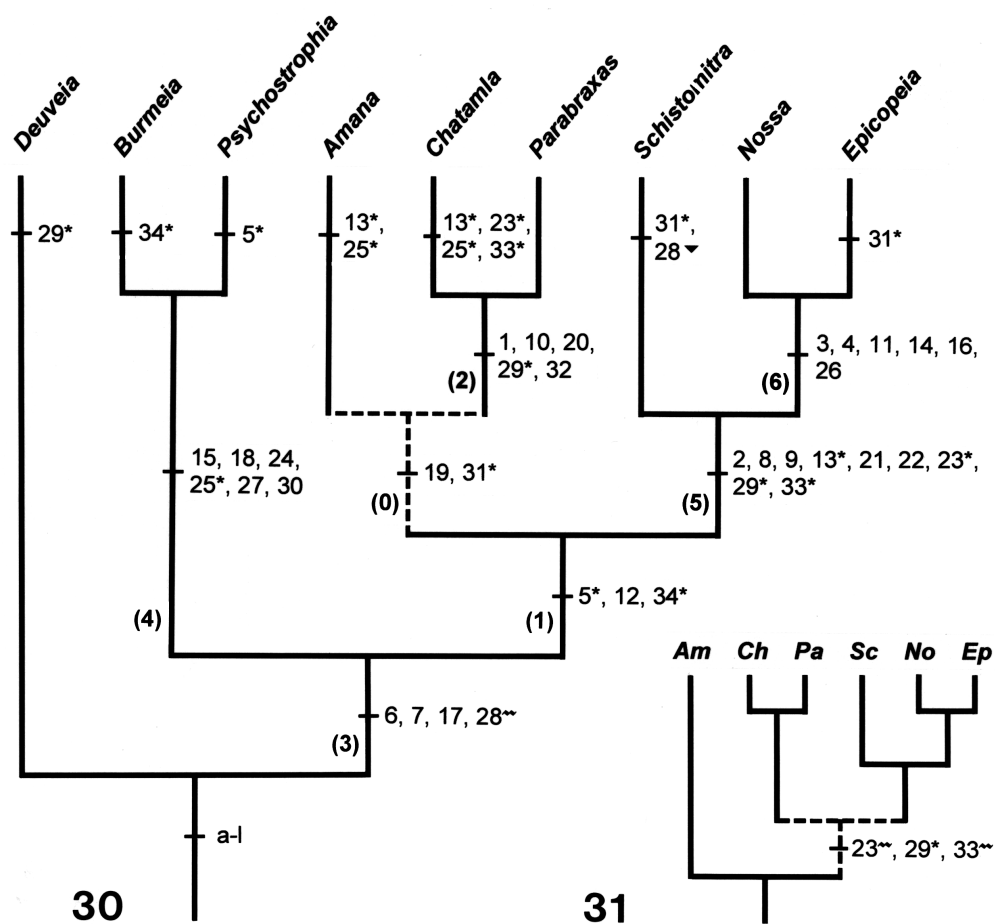 Deuveia
Burmeia
Psychostrophia
Amana
Chatamla
Parabraxas
Schistomitra
Nossa
Epicopeia
29*
34*
5*
13*,
25*
13*, 23*,
25*, 33*
31*,
28
31*
1, 10, 20,
29*, 32
(2)
3, 4, 11, 14, 16,
26
(6)
15, 18, 24,
25*, 27, 30
(4)
19, 31*
(0)
2, 8, 9, 13*, 21, 22, 23*,
29*, 33*
(5)
5*, 12, 34*
(1)
6, 7, 17, 28~
(3)
a-l
30
Am Ch Pa Sc No Ep
23~, 29*, 33~
31